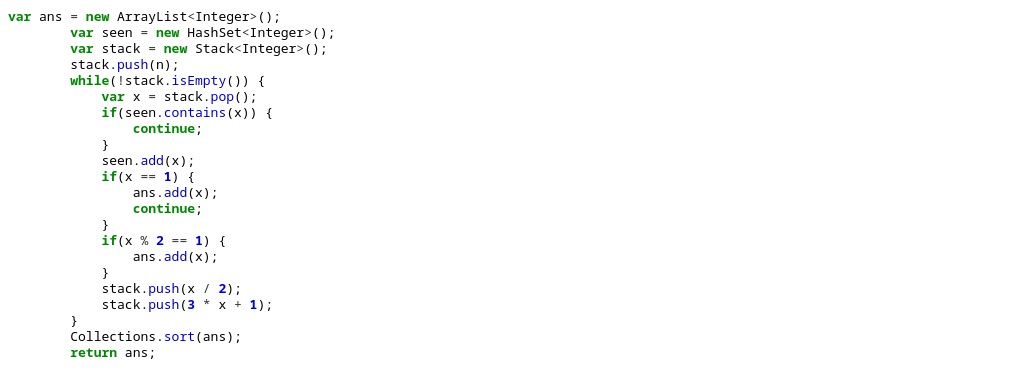 var ans = new ArrayList<Integer>();
        var seen = new HashSet<Integer>();
        var stack = new Stack<Integer>();
        stack.push(n);
        while(!stack.isEmpty()) {
            var x = stack.pop();
            if(seen.contains(x)) {
                continue;
            }
            seen.add(x);
            if(x == 1) {
                ans.add(x);
                continue;
            }
            if(x % 2 == 1) {
                ans.add(x);
            }
            stack.push(x / 2);
            stack.push(3 * x + 1);
        }
        Collections.sort(ans);
        return ans;